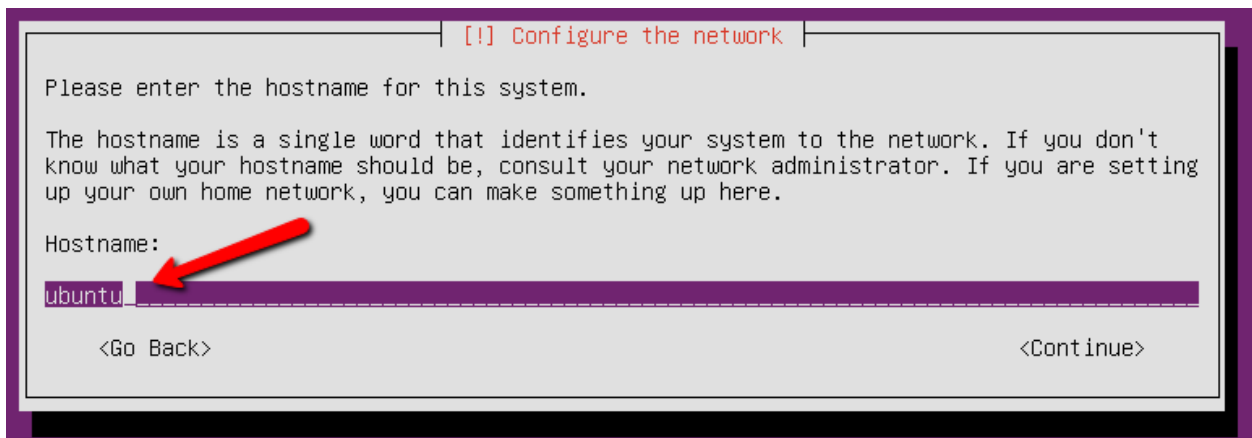 [!] Configure the network
Please enter the hostname for this system.
The hostname is a single word that identifies your system to the network. If you don't
know what your hostname should be, consult your network administrator. If you are setting
up your own home network, you can make something up here.
Hostname:
ubuntu
<Go Back> <Continue>